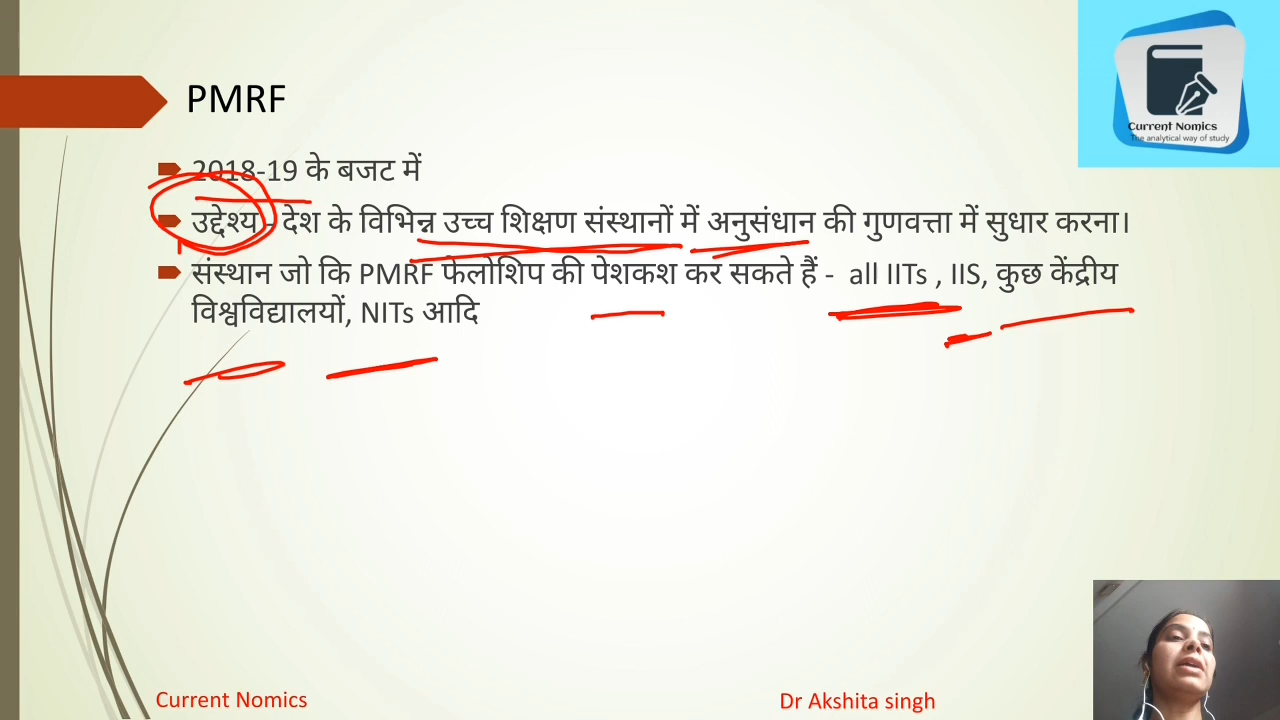 PMRF
Current Nomics
The analytical way of study
2018-19 के बजट में
उद्देश्य - देश के विभिन्न उच्च शिक्षण संस्थानों में अनुसंधान की गुणवत्ता में सुधार करना।
संस्थान जो कि PMRF फेलोशिप की पेशकश कर सकते हैं - all IITs , IIS, कुछ केंद्रीय
विश्वविद्यालयों, NITs आदि
Current Nomics
Dr Akshita singh